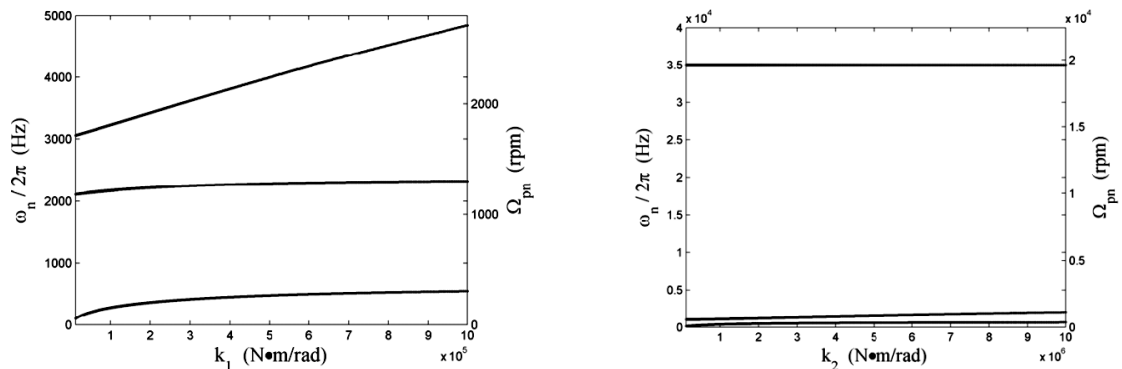 5000
4000
3000
2000
1000
0
ω_n / 2π (Hz)
2000
1000
0
Ω_pn (rpm)
1 2 3 4 5 6 7 8 9 10
k_1 (N•m/rad)
x 10^5
x 10^4
4
3.5
3
2.5
2
1.5
1
0.5
0
ω_n / 2π (Hz)
x 10^4
2
1.5
1
0.5
0
Ω_pn (rpm)
1 2 3 4 5 6 7 8 9 10
k_2 (N•m/rad)
x 10^6